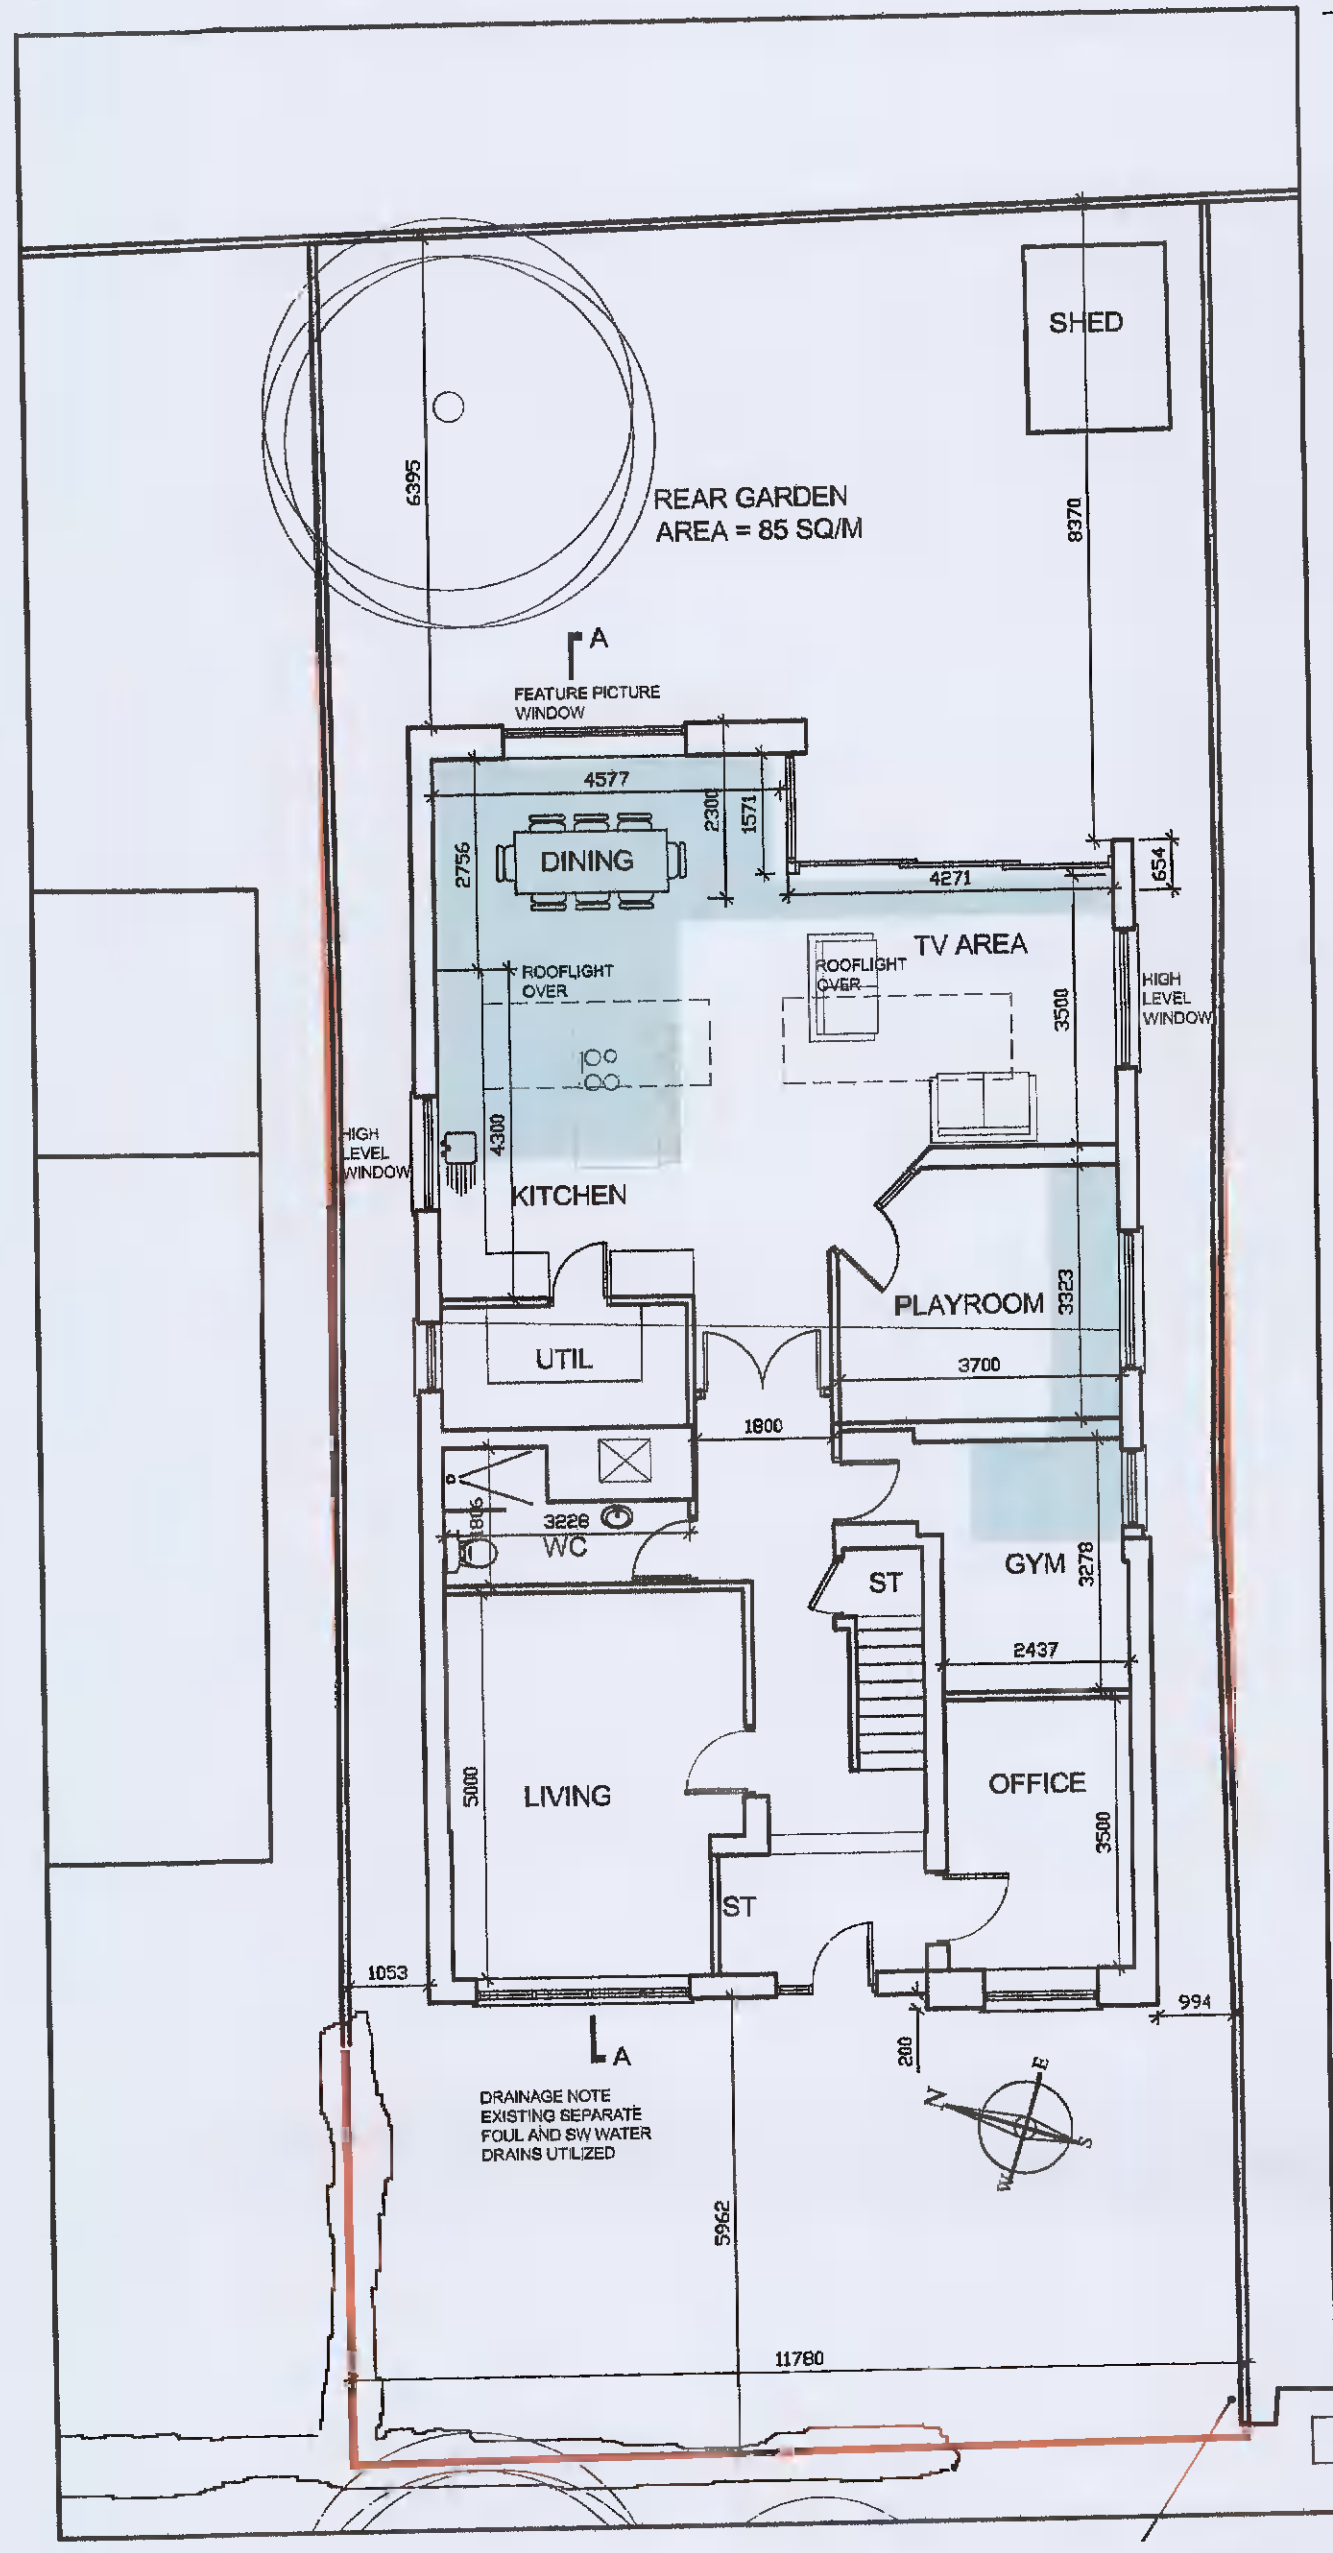 SHED
6395
REAR GARDEN
AREA = 85 SQ/M
8370
A
FEATURE PICTURE
WINDOW
4577
2300
1571
2756
DINING
654
4271
TV AREA
ROOFLIGHT
OVER
ROOFLIGHT
OVER
HIGH
LEVEL
WINDOW
3500
HIGH
LEVEL
WINDOW
4300
KITCHEN
PLAYROOM
3323
UTIL
3700
1800
1806
3228
WC
GYM
3278
ST
2437
5000
LIVING
OFFICE
3500
ST
1053
994
200
A
DRAINAGE NOTE
EXISTING SEPARATE
FOUL AND SW WATER
DRAINS UTILIZED
E
N
S
W
5962
11780